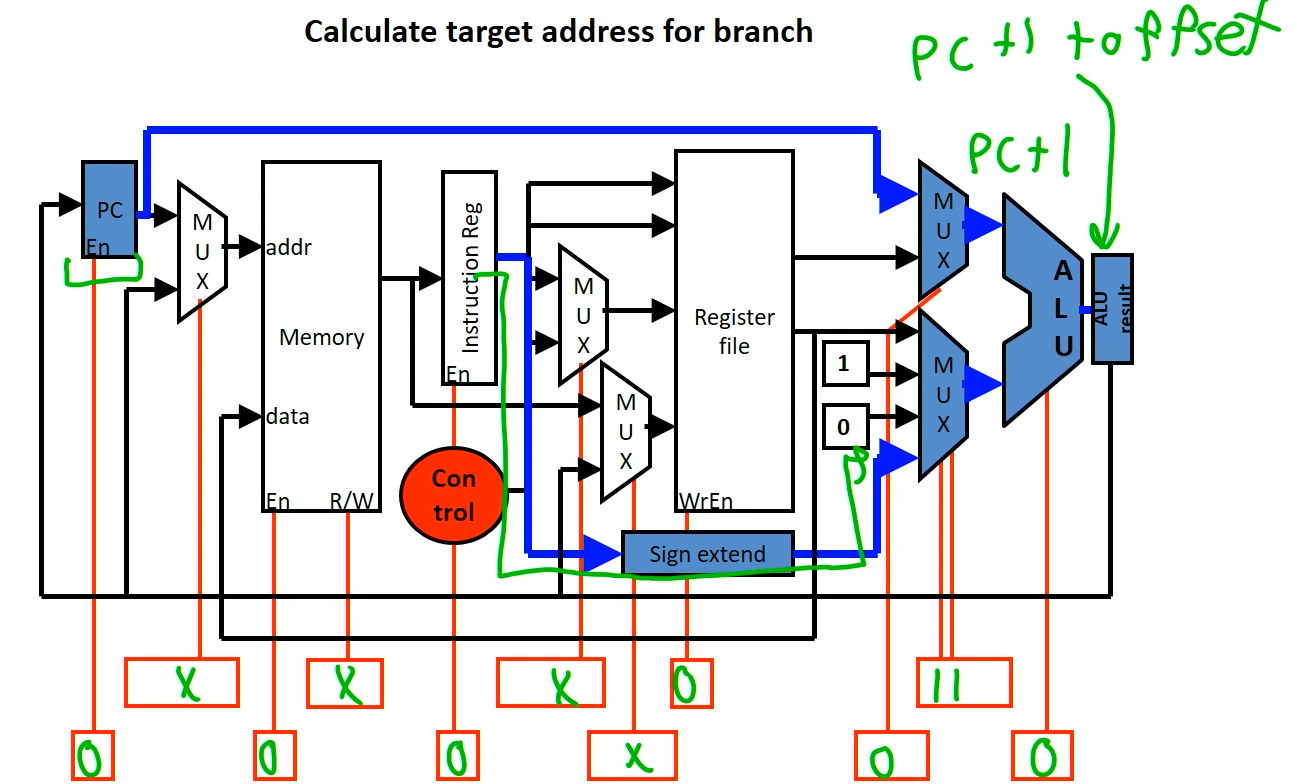 Calculate target address for branch
PC +1 + offset
PC+1
PC
En
M
U
X
addr
Memory
data
En
R/W
Instruction Reg
En
Con
trol
M
U
X
M
U
X
Register
file
WrEn
Sign extend
1
0
M
U
X
M
U
X
A
L
U
ALU
result
X
X
X
0
11
0
0
0
X
0
0